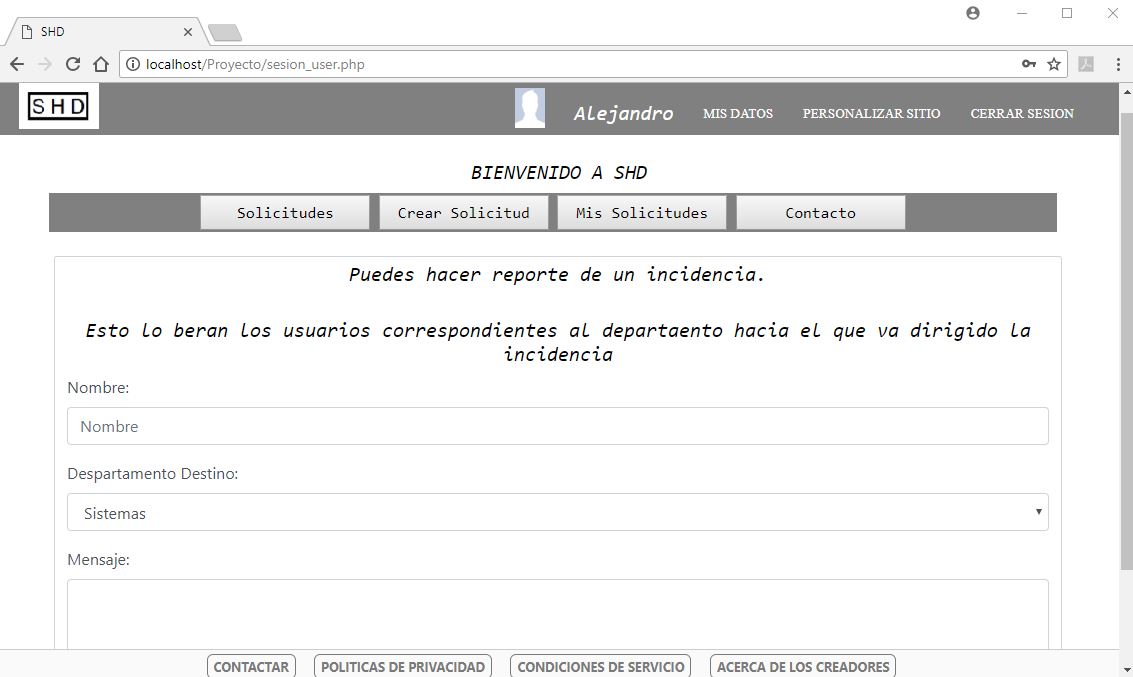 SHD
localhost/Proyecto/sesion_user.php
SHD
Alejandro
MIS DATOS
PERSONALIZAR SITIO
CERRAR SESION
BIENVENIDO A SHD
Solicitudes
Crear Solicitud
Mis Solicitudes
Contacto
Puedes hacer reporte de un incidencia.
Esto lo beran los usuarios correspondientes al departaento hacia el que va dirigido la
incidencia
Nombre:
Nombre
Despartamento Destino:
Sistemas
Mensaje:
CONTACTAR
POLITICAS DE PRIVACIDAD
CONDICIONES DE SERVICIO
ACERCA DE LOS CREADORES